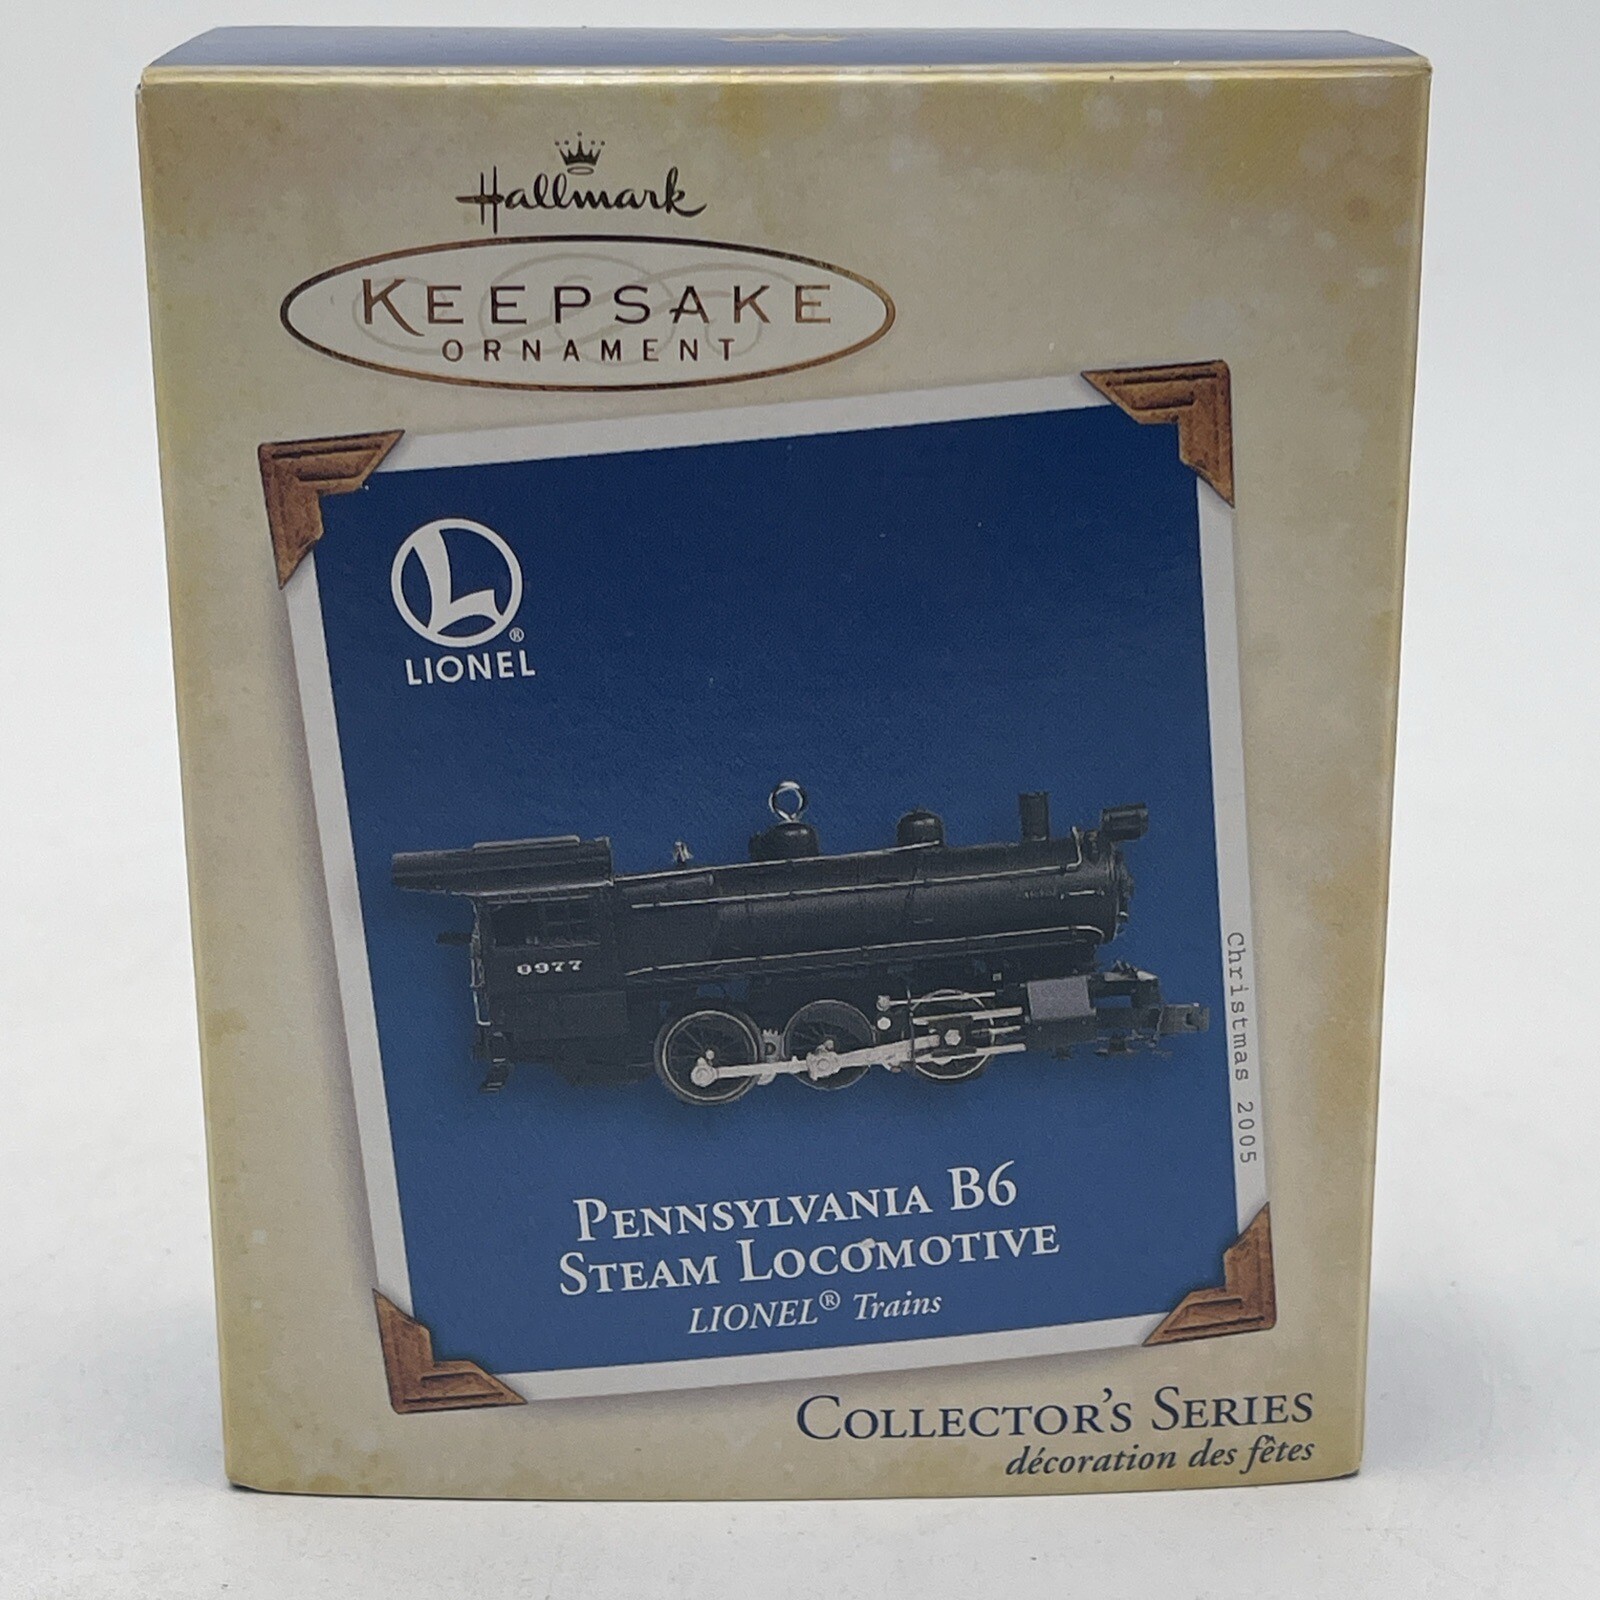 Hallmark
KEEPSAKE
ORNAMENT
L
®
LIONEL
8977
Christmas 2005
PENNSYLVANIA B6
STEAM LOCOMOTIVE
LIONEL® Trains
COLLECTOR'S SERIES
décoration des fêtes